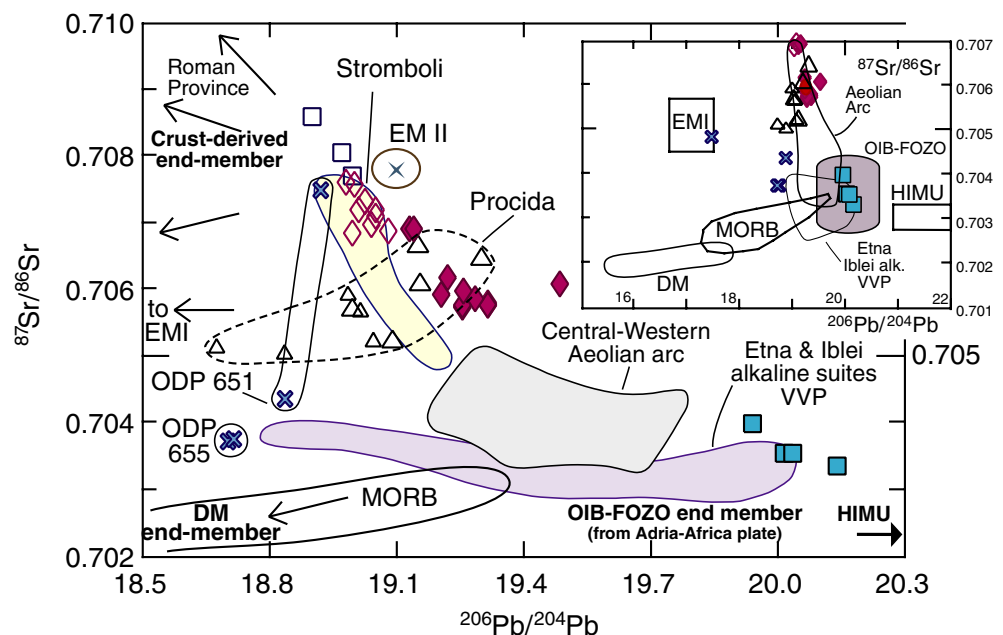 0.710
0.708
0.706
0.704
0.702
87Sr/86Sr
Roman
Province
Crust-derived
end-member
Stromboli
EM II
Procida
to
EMI
ODP 651
ODP
655
Central-Western
Aeolian arc
Etna & Iblei
alkaline suites
VVP
0.705
MORB
DM
end-member
OIB-FOZO end member
(from Adria-Africa plate)
HIMU
18.5 18.8 19.1 19.4 19.7 20.0 20.3
206Pb/204Pb
0.707
87Sr/86Sr
0.706
Aeolian
Arc
EMI
0.705
OIB-FOZO
0.704
HIMU
MORB
0.703
DM
Etna
Iblei alk.
VVP
0.702
0.701
16 18 20 22
206Pb/204Pb